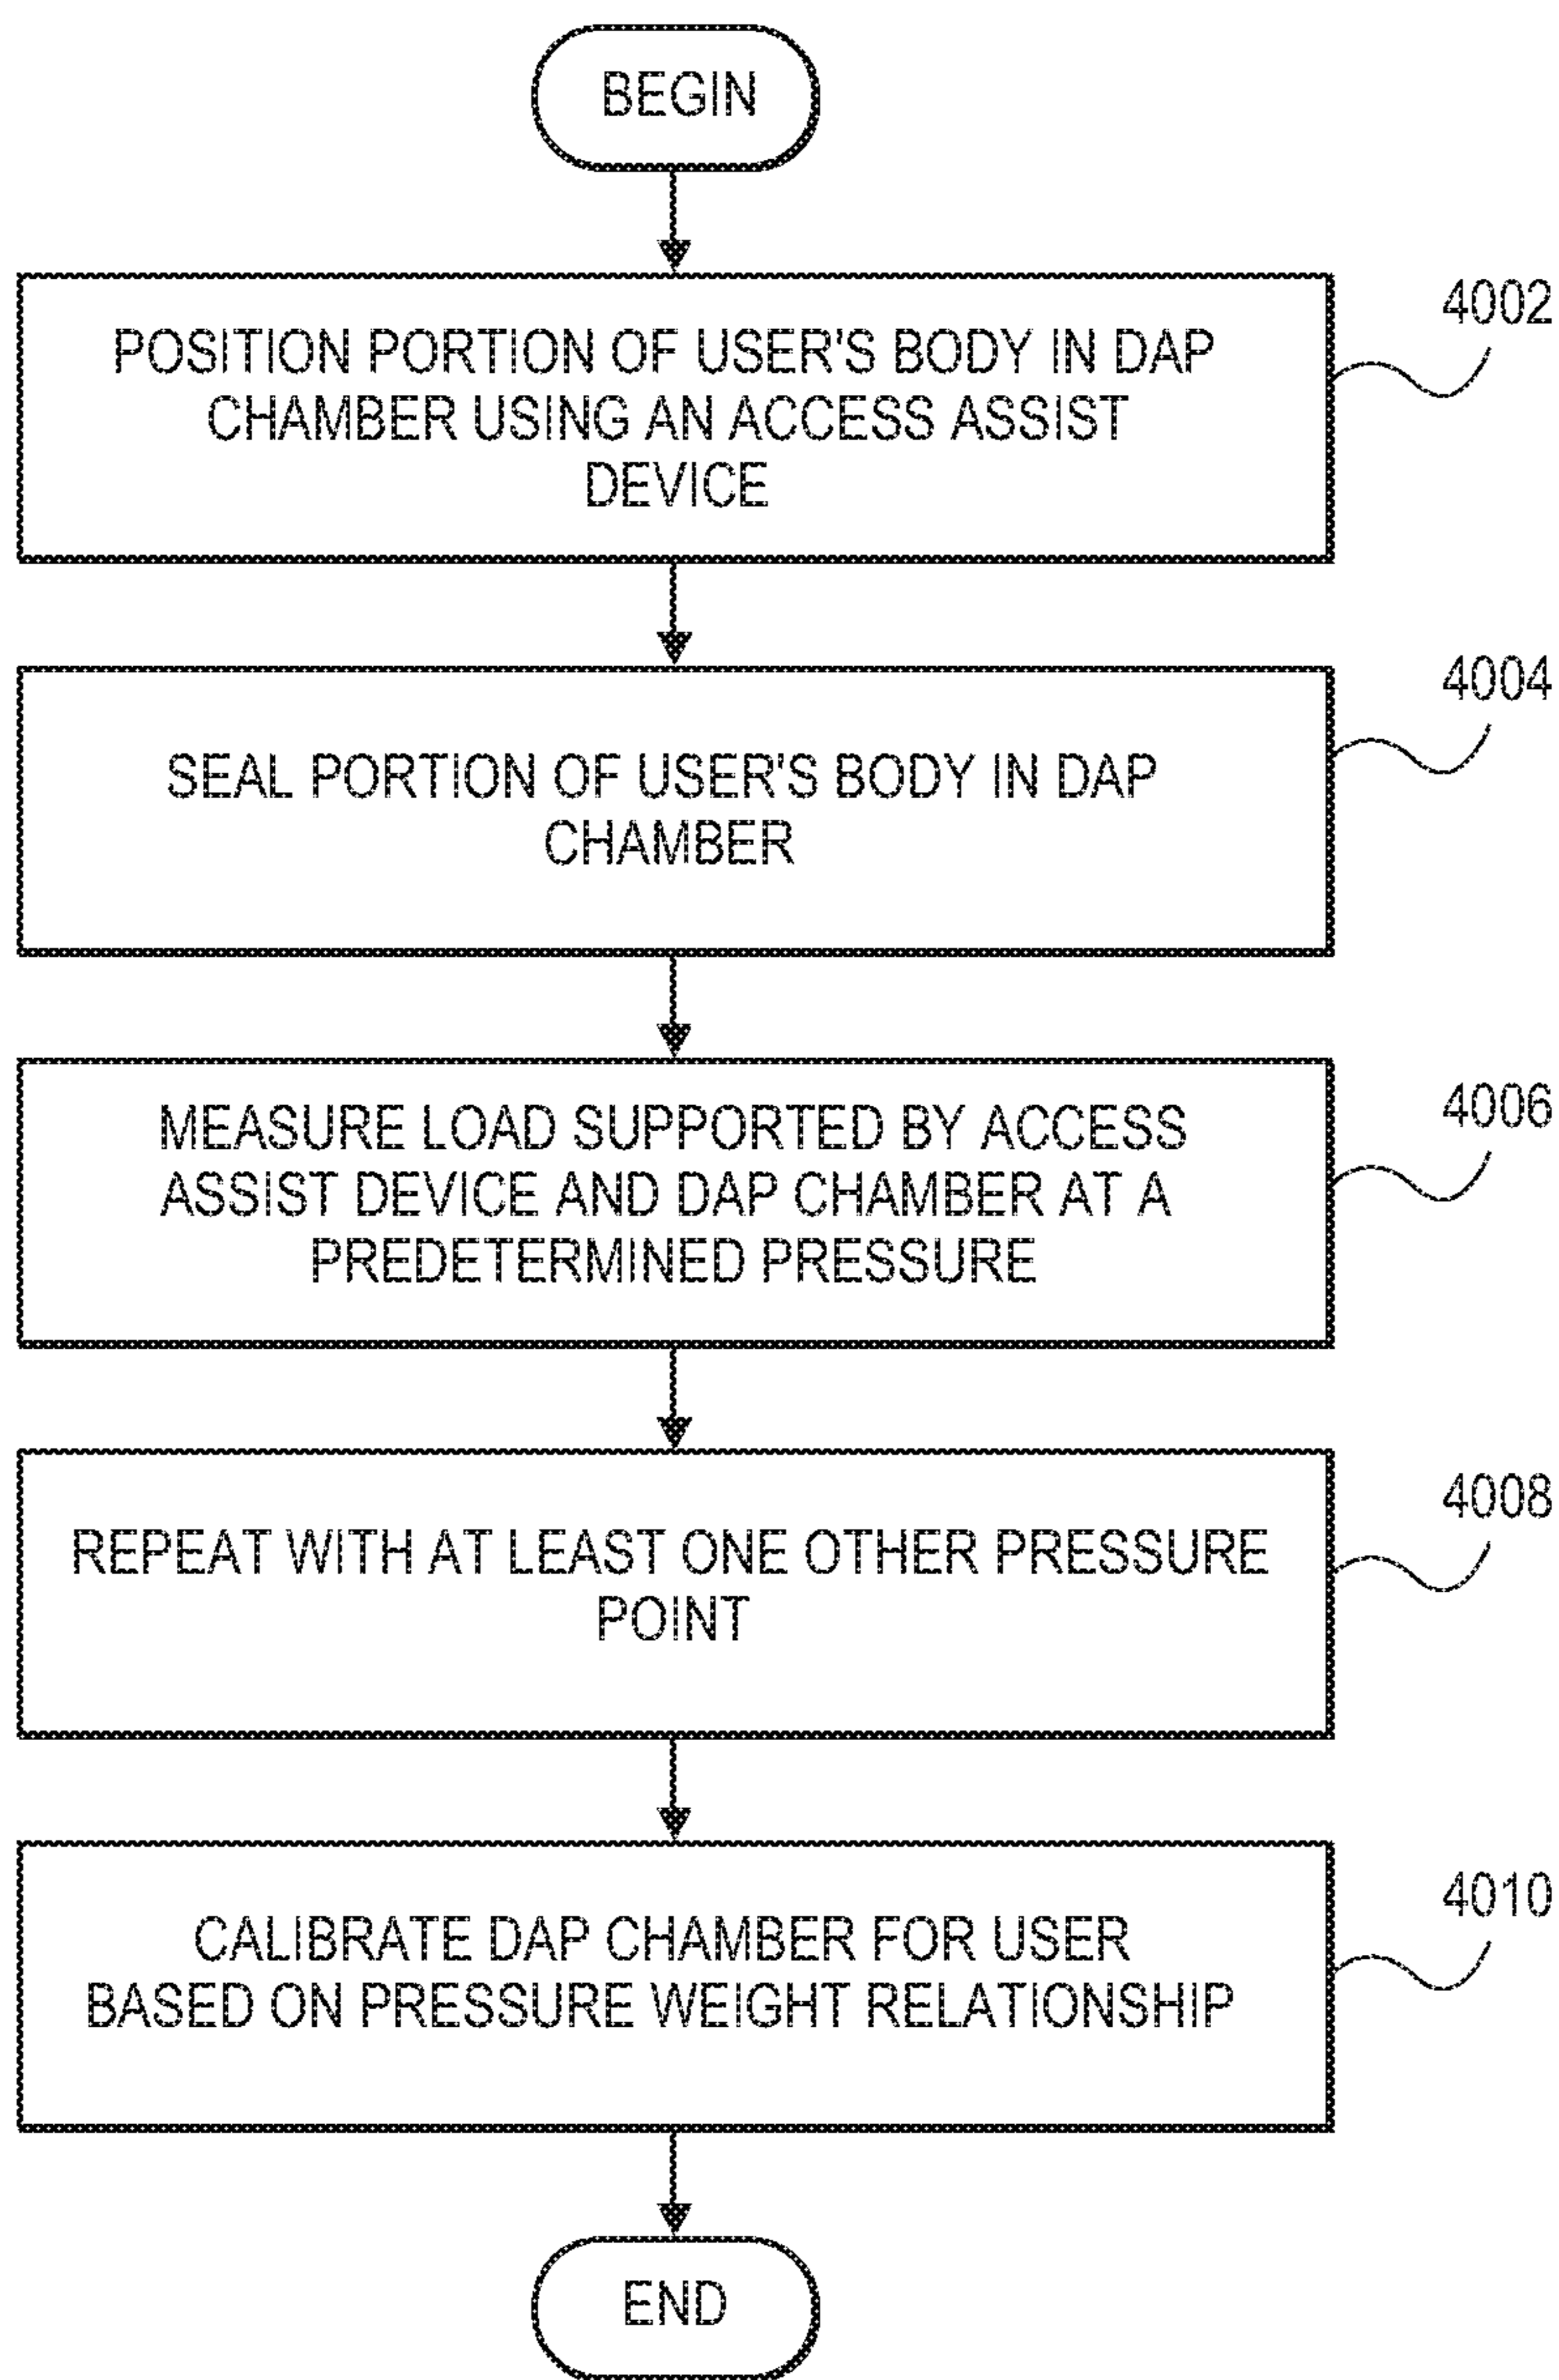 BEGIN
POSITION PORTION OF USER'S BODY IN DAP
CHAMBER USING AN ACCESS ASSIST
DEVICE
4002
SEAL PORTION OF USER'S BODY IN DAP
CHAMBER
4004
MEASURE LOAD SUPPORTED BY ACCESS
ASSIST DEVICE AND DAP CHAMBER AT A
PREDETERMINED PRESSURE
4006
REPEAT WITH AT LEAST ONE OTHER PRESSURE
POINT
4008
CALIBRATE DAP CHAMBER FOR USER
BASED ON PRESSURE WEIGHT RELATIONSHIP
4010
END